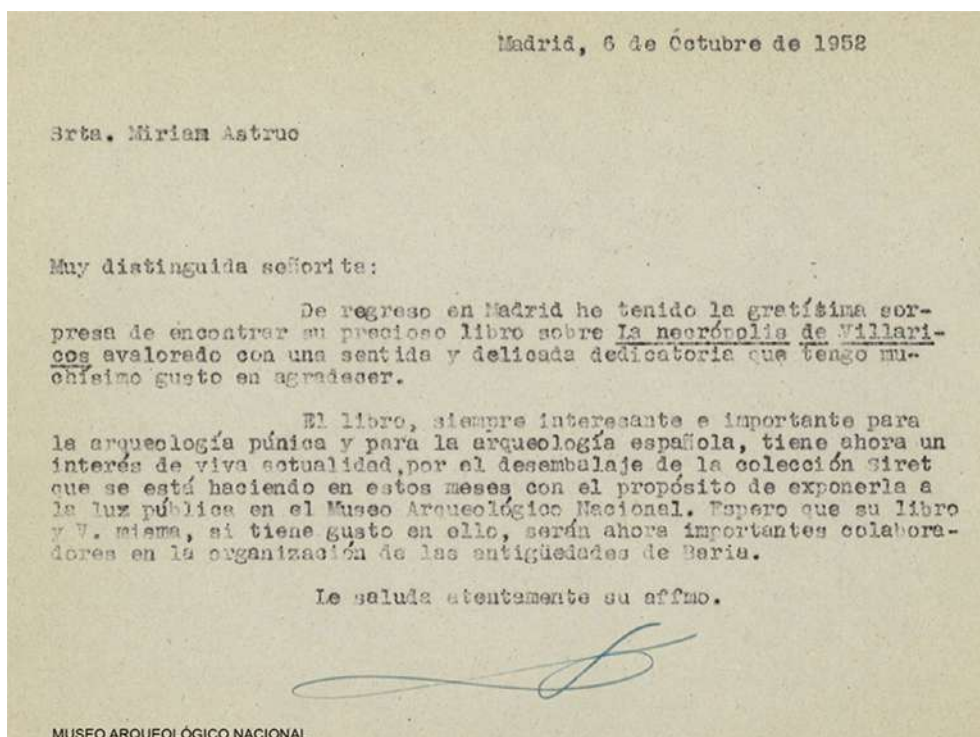 Madrid, 6 de Octubre de 1952
Srta. Miriam Astruc
Muy distinguida señorita:
De regreso en Madrid he tenido la gratísima sor-
presa de encontrar su precioso libro sobre La necrópolis de Villari-
cos avalorado con una sentida y delicada dedicatoria que tengo mu-
chísimo gusto en agradecer.
El libro, siempre interesante e importante para
la arqueología púnica y para la arqueología española, tiene ahora un
interés de viva actualidad,por el desembalaje de la colección Siret
que se está haciendo en estos meses con el propósito de exponerla a
la luz pública en el Museo Arqueológico Nacional. Espero que su libro
y V. misma, si tiene gusto en ello, serán ahora importantes colabora-
dores en la organización de las antigüedades de Baria.
Le saluda atentamente su affmo.
MUSEO ARQUEOLÓGICO NACIONAL